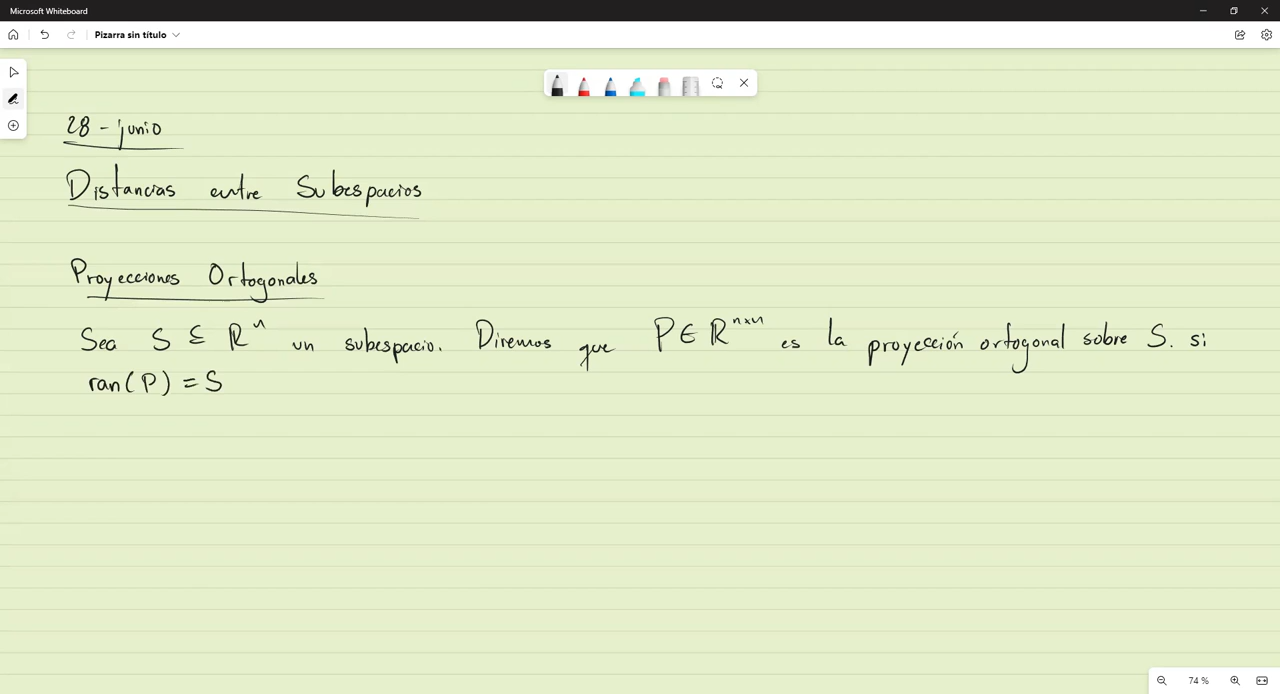 Microsoft Whiteboard
Pizarra sin título
28 - junio
Distancias entre Subespacios
Proyecciones Ortogonales
Sea S ⊆ ℝⁿ un subespacio. Diremos que P ∈ ℝⁿˣⁿ es la proyección ortogonal sobre S. si
ran(P) = S
74 %